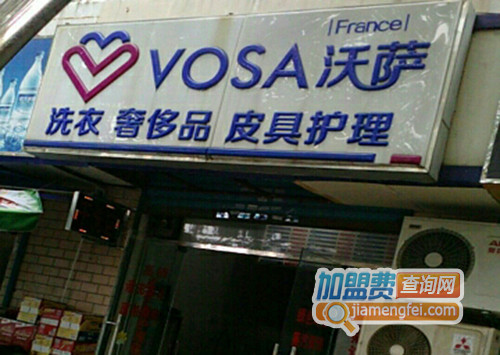 |France|
VOSA沃萨
洗衣 奢侈品 皮具护理
加盟费查询网
jiamengfei.com